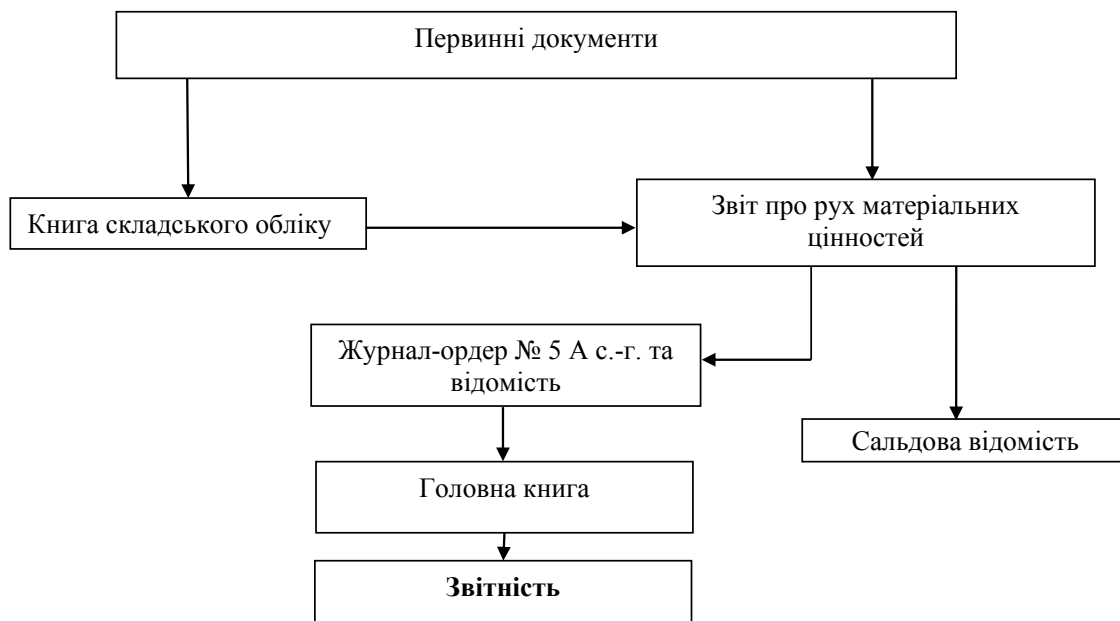 Первинні документи
Книга складського обліку
Звіт про рух матеріальних
цінностей
Журнал-ордер № 5 А с.-г. та
відомість
Сальдова відомість
Головна книга
Звітність